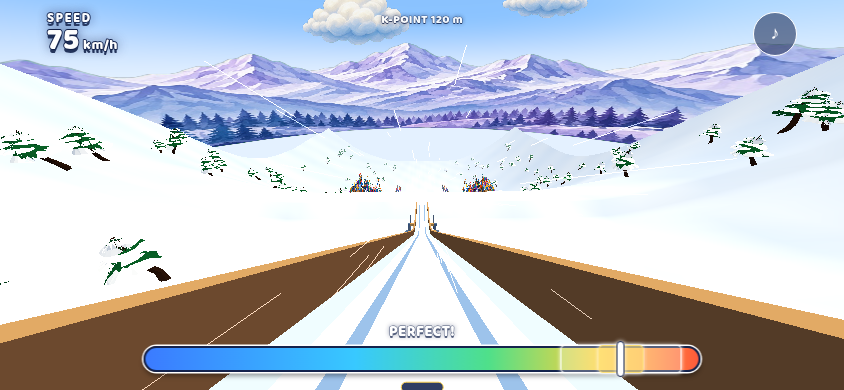 SPEED
75 km/h
K-POINT 120 m
♪
PERFECT!